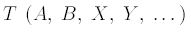 T (A, B, X, Y, ...)